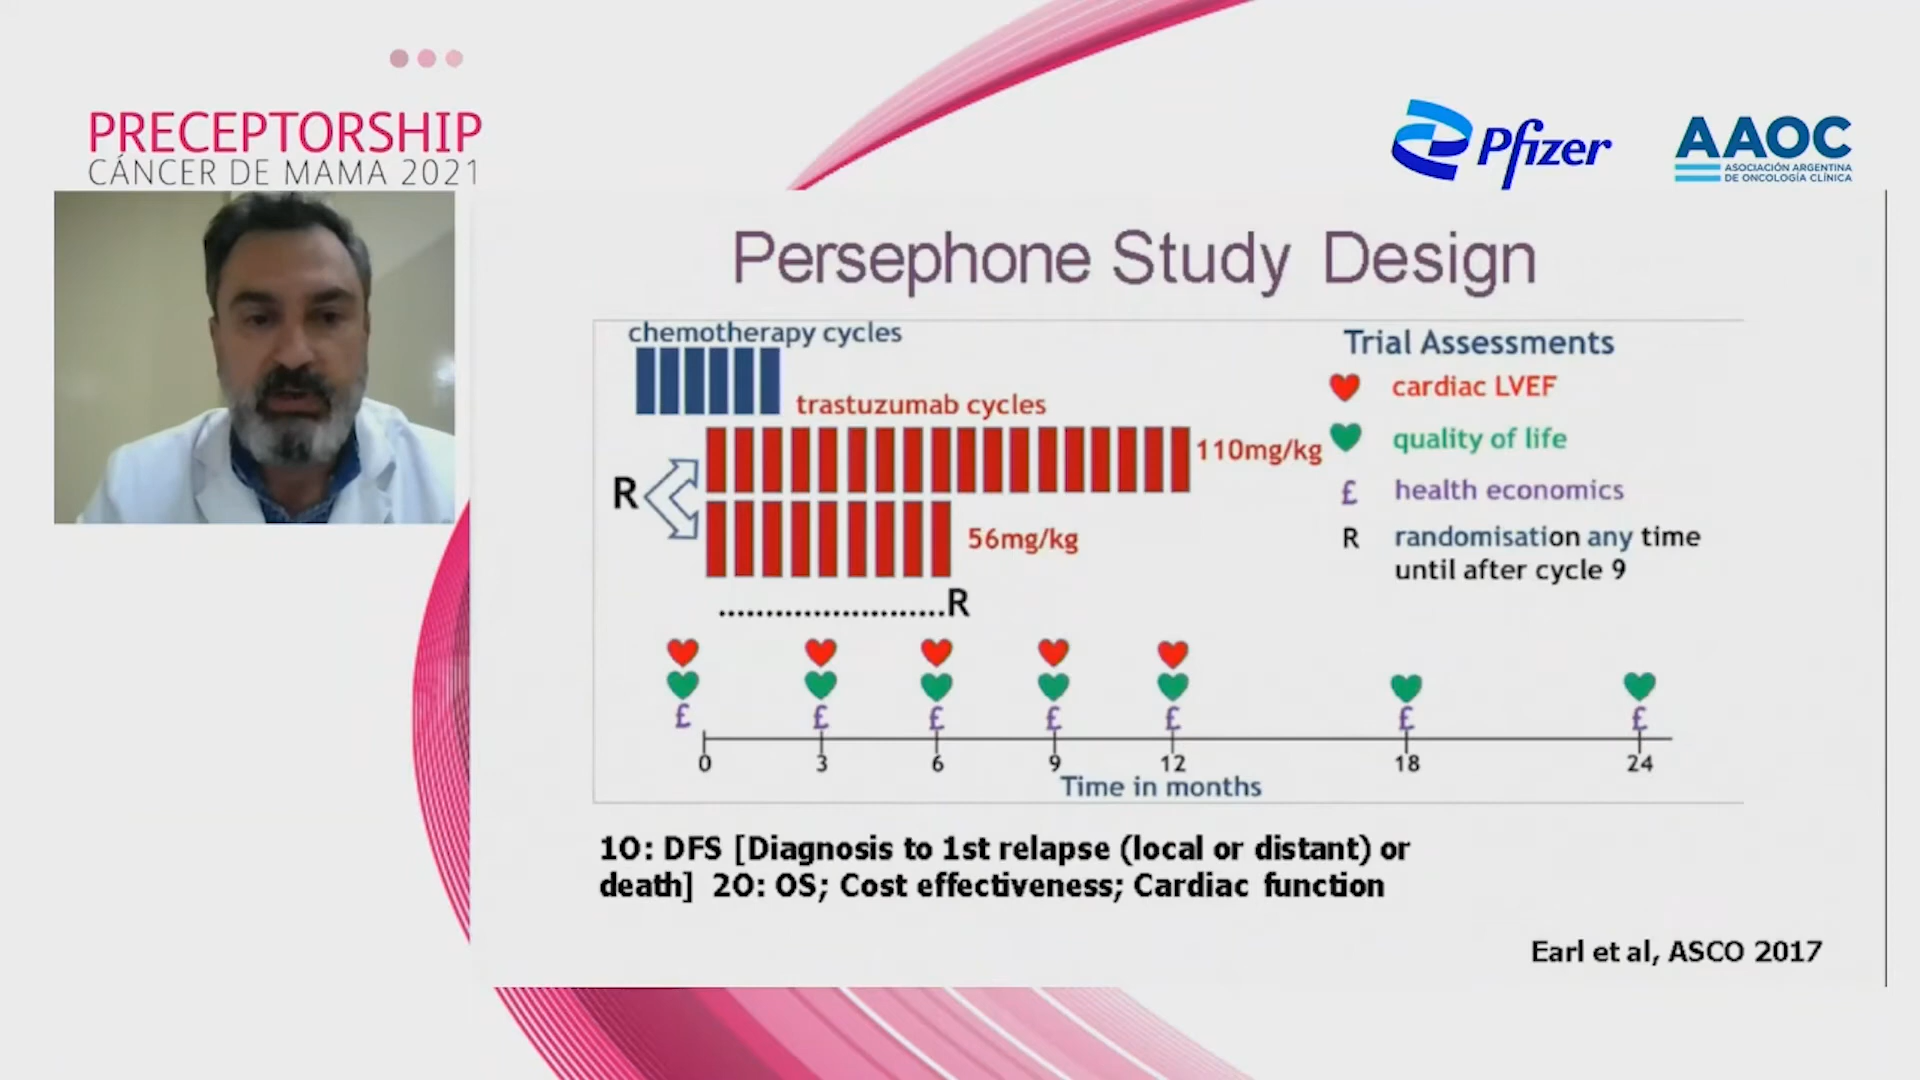 PRECEPTORSHIP
CÁNCER DE MAMA 2021
Pfizer
AAOC
ASOCIACIÓN ARGENTINA
DE ONCOLOGÍA CLÍNICA
Persephone Study Design
chemotherapy cycles
trastuzumab cycles
110mg/kg
R
56mg/kg
R
Trial Assessments
cardiac LVEF
quality of life
£ health economics
R randomisation any time
until after cycle 9
£ £ £ £ £ £ £
0 3 6 9 12 18 24
Time in months
1O: DFS [Diagnosis to 1st relapse (local or distant) or
death] 2O: OS; Cost effectiveness; Cardiac function
Earl et al, ASCO 2017